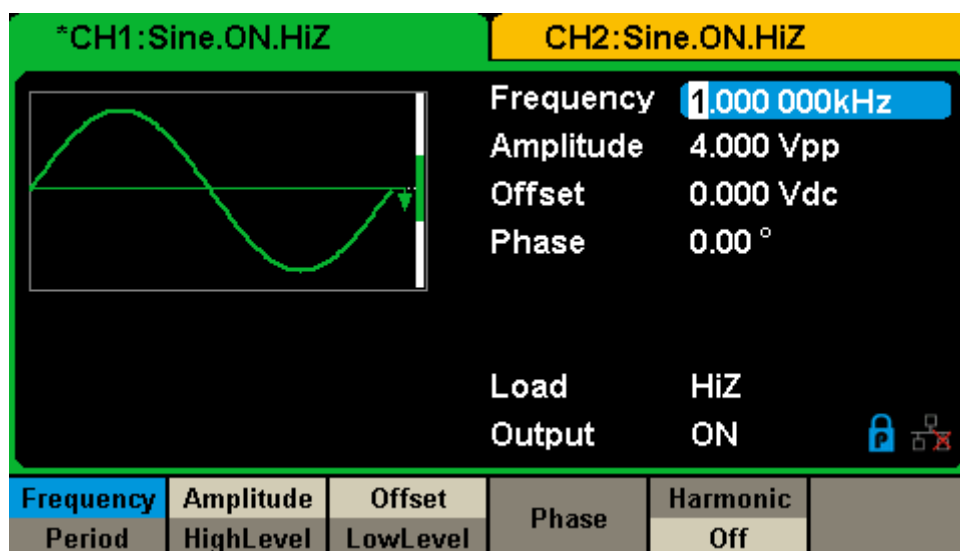 *CH1:Sine.ON.HiZ CH2:Sine.ON.HiZ
Frequency 1.000 000kHz
Amplitude 4.000 Vpp
Offset 0.000 Vdc
Phase 0.00 °
Load HiZ
Output ON P
Frequency Amplitude Offset Phase Harmonic
Period HighLevel LowLevel Off